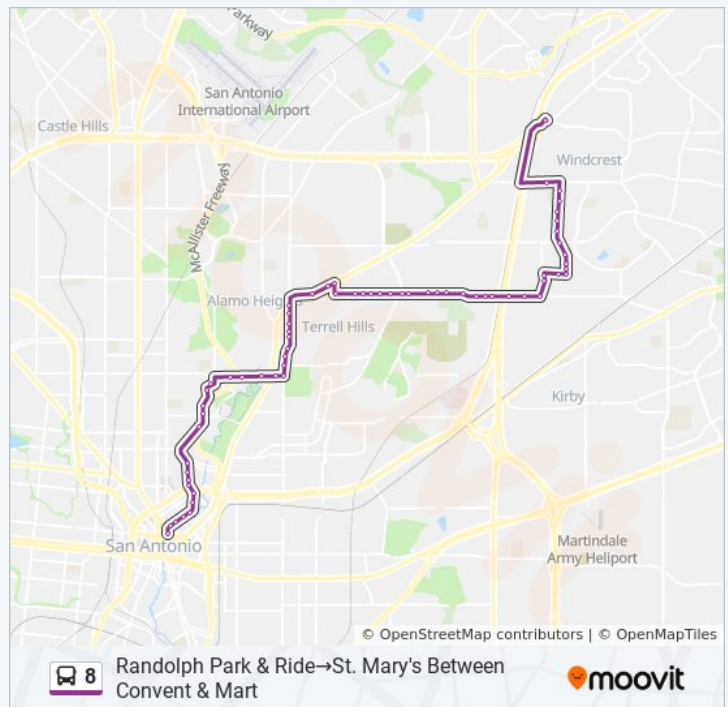 Parkway
San Antonio
International Airport
Castle Hills
Windcrest
McAllister Freeway
Alamo Heig
Terrell Hills
Kirby
San Antonio
Martindale
Army Heliport
© OpenStreetMap contributors | © OpenMapTiles
8
Randolph Park & Ride→St. Mary's Between
Convent & Mart
moovit